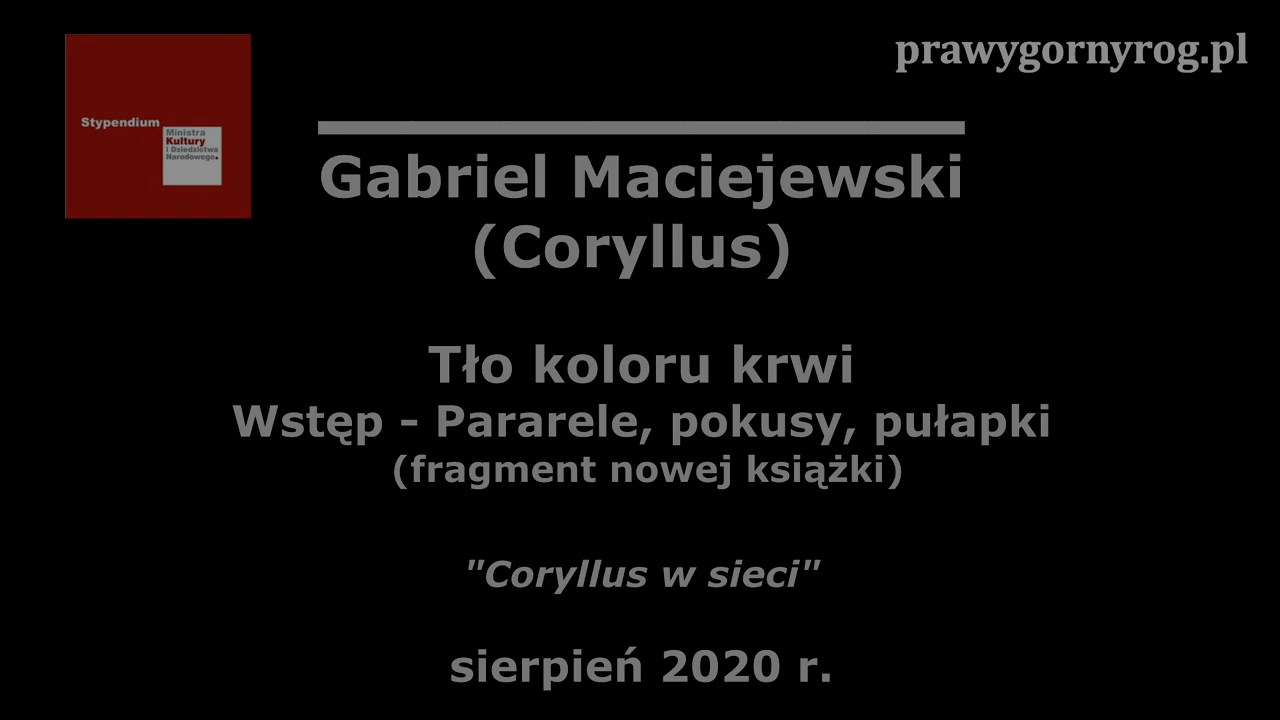 prawygornyrog.pl
Stypendium
Ministra
Kultury
i Dziedzictwa
Narodowego.
Gabriel Maciejewski
(Coryllus)
Tło koloru krwi
Wstęp - Pararele, pokusy, pułapki
(fragment nowej książki)
"Coryllus w sieci"
sierpień 2020 r.